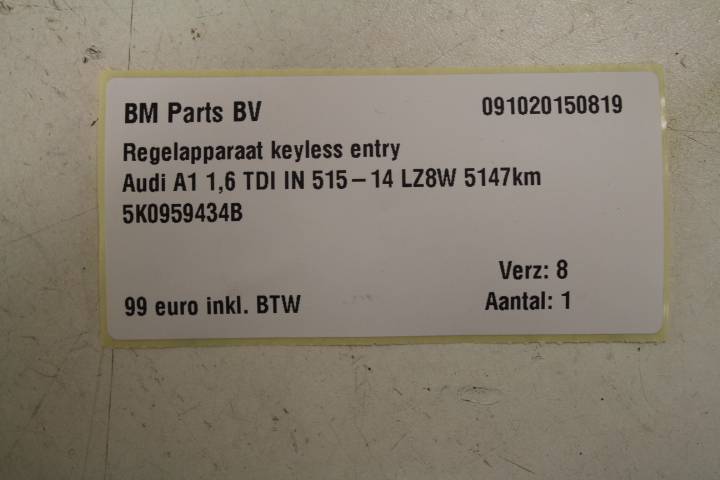 BM Parts BV 091020150819
Regelapparaat keyless entry
Audi A1 1,6 TDI IN 515-14 LZ8W 5147km
5K0959434B
Verz: 8
99 euro inkl. BTW Aantal: 1